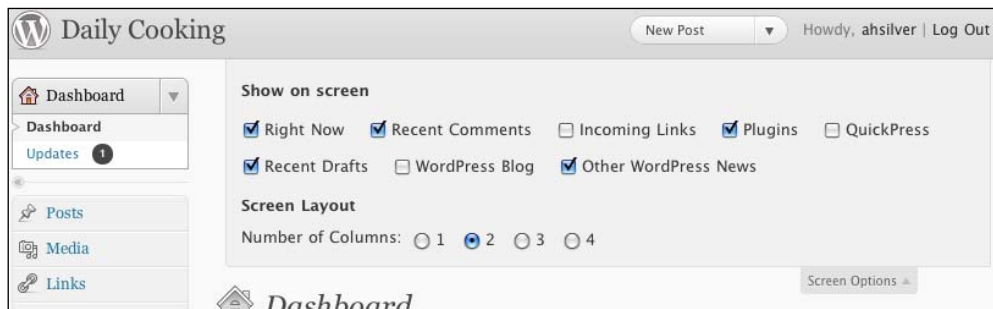 Daily Cooking
New Post
Howdy, ahsilver | Log Out
Dashboard
Dashboard
Updates 1
Posts
Media
Links
Show on screen
Right Now Recent Comments Incoming Links Plugins QuickPress
Recent Drafts WordPress Blog Other WordPress News
Screen Layout
Number of Columns: 1 2 3 4
Screen Options
Dashboard